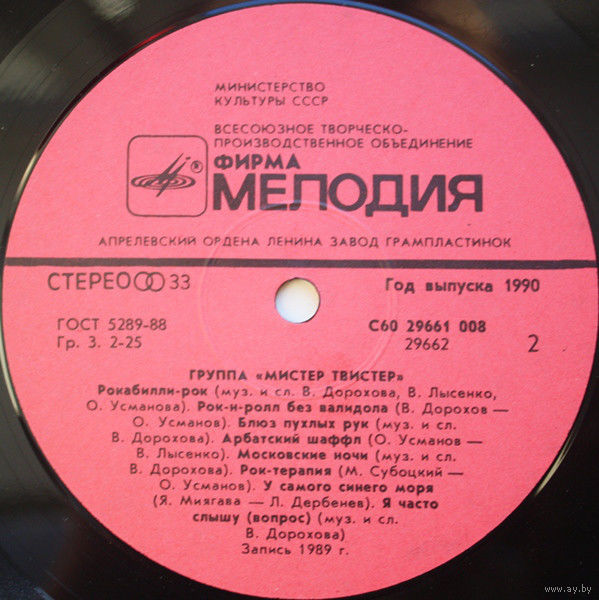 МИНИСТЕРСТВО
КУЛЬТУРЫ СССР
ВСЕСОЮЗНОЕ ТВОРЧЕСКО-
ПРОИЗВОДСТВЕННОЕ ОБЪЕДИНЕНИЕ
®
ФИРМА
МЕЛОДИЯ
АПРЕЛЕВСКИЙ ОРДЕНА ЛЕНИНА ЗАВОД ГРАМПЛАСТИНОК
СТЕРЕО 33
Год выпуска 1990
ГОСТ 5289-88
С60 29661 008
Гр. 3. 2-25
29662
2
ГРУППА «МИСТЕР ТВИСТЕР»
Рокабилли-рок (муз. и сл. В. Дорохова, В. Лысенко,
О. Усманова). Рок-н-ролл без валидола (В. Дорохов —
О. Усманов). Блюз пухлых рук (муз. и сл.
В. Дорохова). Арбатский шаффл (О. Усманов —
В. Лысенко). Московские ночи (муз. и сл.
В. Дорохова). Рок-терапия (М. Субоцкий —
О. Усманов). У самого синего моря
(Я. Миягава — Л. Дербенев). Я часто
слышу (вопрос) (муз. и сл.
В. Дорохова)
Запись 1989 г.
www.ay.by